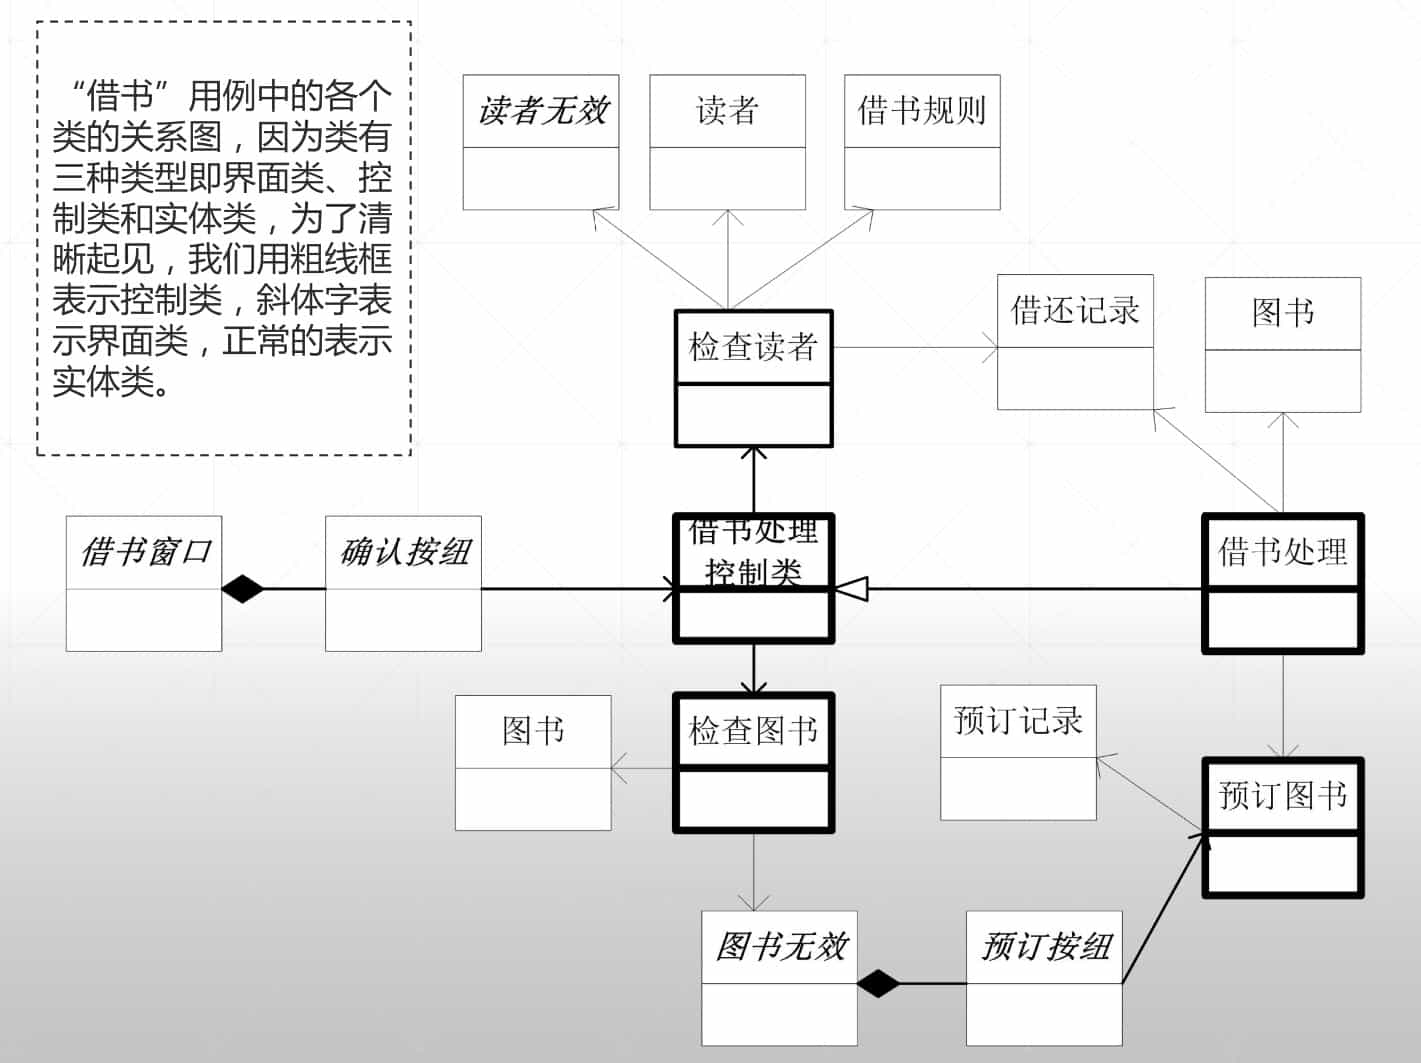 “借书”用例中的各个
类的关系图，因为类有
三种类型即界面类、控
制类和实体类，为了清
晰起见，我们用粗线框
表示控制类，斜体字表
示界面类，正常的表示
实体类。
读者无效
读者
借书规则
检查读者
借还记录
图书
借书窗口
确认按纽
借书处理
控制类
借书处理
图书
检查图书
预订记录
预订图书
图书无效
预订按纽